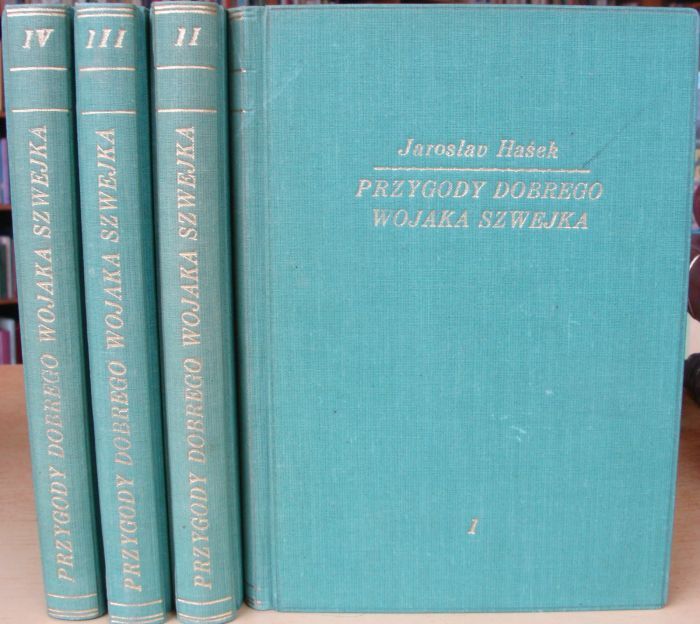 IV
PRZYGODY DOBREGO WOJAKA SZWEJKA
III
PRZYGODY DOBREGO WOJAKA SZWEJKA
II
PRZYGODY DOBREGO WOJAKA SZWEJKA
Jaroslav Hašek
PRZYGODY DOBREGO
WOJAKA SZWEJKA
1